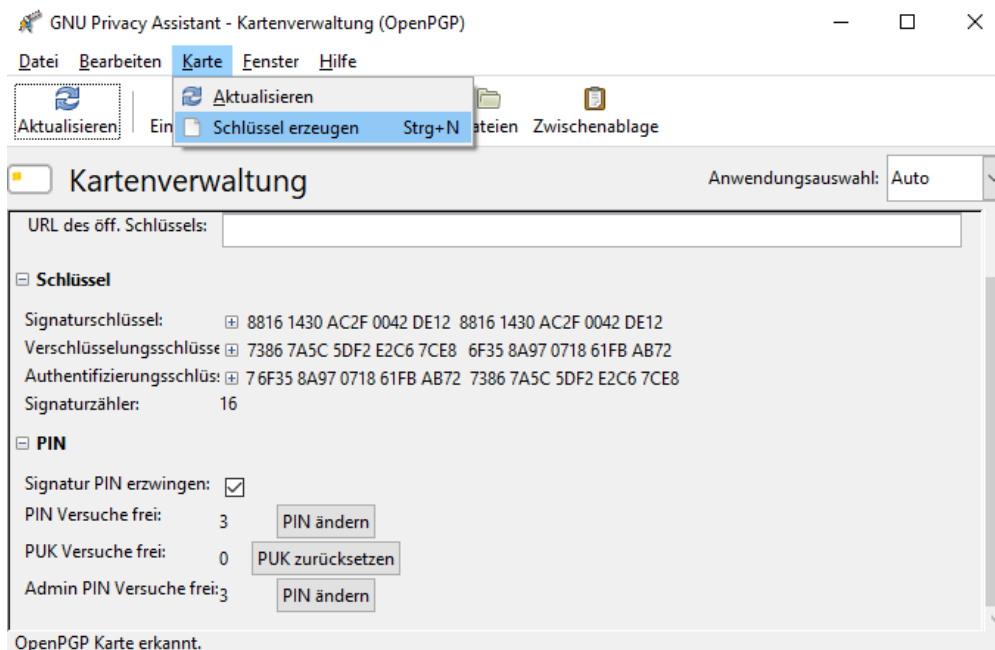 GNU Privacy Assistant - Kartenverwaltung (OpenPGP)
Datei Bearbeiten Karte Fenster Hilfe
Aktualisieren
Schlüssel erzeugen Strg+N
Aktualisieren Ein ateien Zwischenablage
Kartenverwaltung Anwendungsauswahl: Auto
URL des öff. Schlüssels:
Schlüssel
Signaturschlüssel: 8816 1430 AC2F 0042 DE12 8816 1430 AC2F 0042 DE12
Verschlüsselungsschlüsse 7386 7A5C 5DF2 E2C6 7CE8 6F35 8A97 0718 61FB AB72
Authentifizierungsschlüs: 7 6F35 8A97 0718 61FB AB72 7386 7A5C 5DF2 E2C6 7CE8
Signaturzähler: 16
PIN
Signatur PIN erzwingen:
PIN Versuche frei: 3 PIN ändern
PUK Versuche frei: 0 PUK zurücksetzen
Admin PIN Versuche frei: 3 PIN ändern
OpenPGP Karte erkannt.